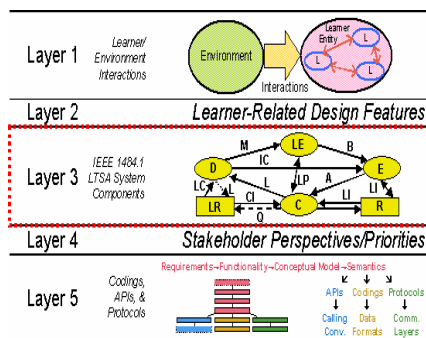 Layer 1
Learner/
Environment
Interactions
Environment
Interactions
Learner
Entity
L
L
L
Layer 2
Learner-Related Design Features
Layer 3
IEEE 1484.1
LTSA System
Components
M
LE
B
D
IC
E
LC
L
L
LP
A
LI
LI
CI
C
LR
Q
R
Layer 4
Stakeholder Perspectives/Priorities
Layer 5
Codings,
APIs,
&
Protocols
Requirements→Functionality→Conceptual Model→Semantics
APIs
Codings
Protocols
Calling
Conv.
Data
Formats
Comm.
Layers